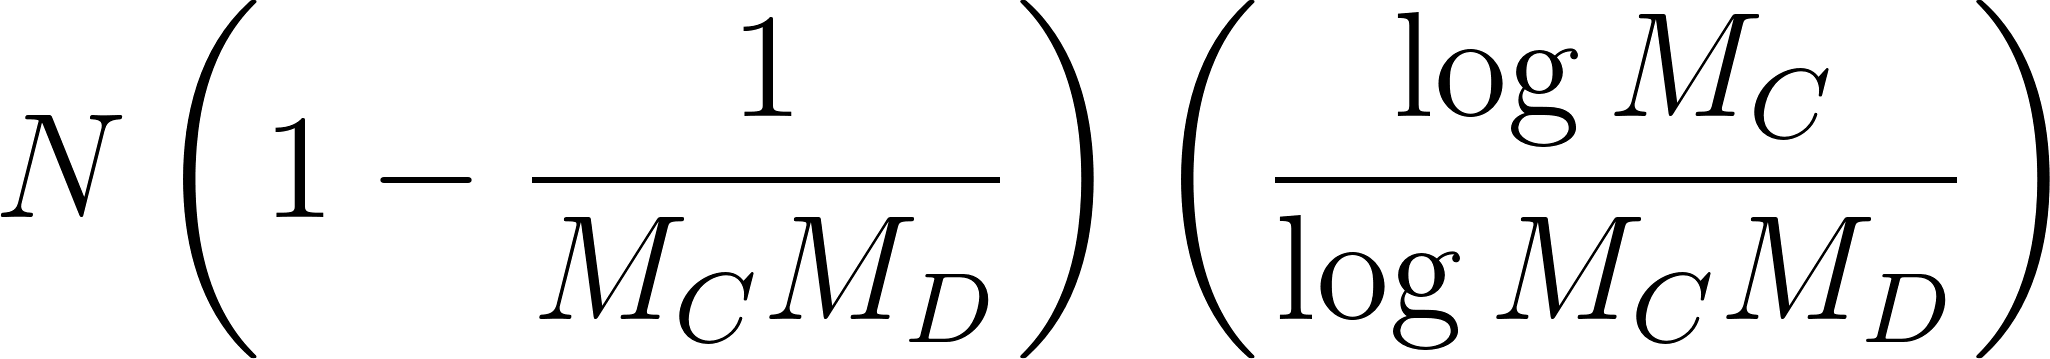 N \left( 1 - \frac{1}{M_C M_D} \right) \left( \frac{\log M_C}{\log M_C M_D} \right)